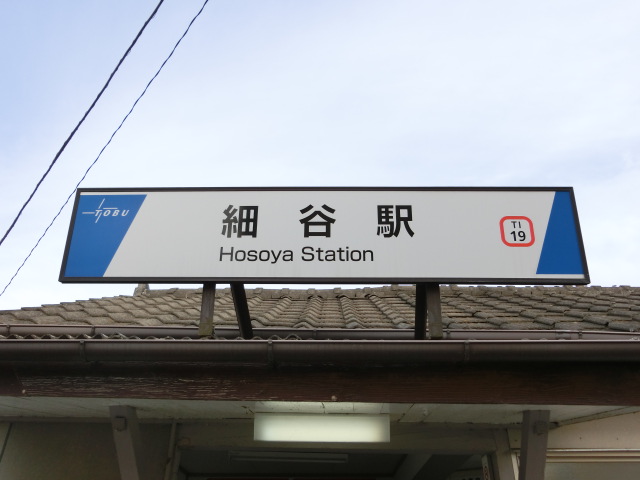 TOBU
細谷駅
Hosoya Station
TI
19